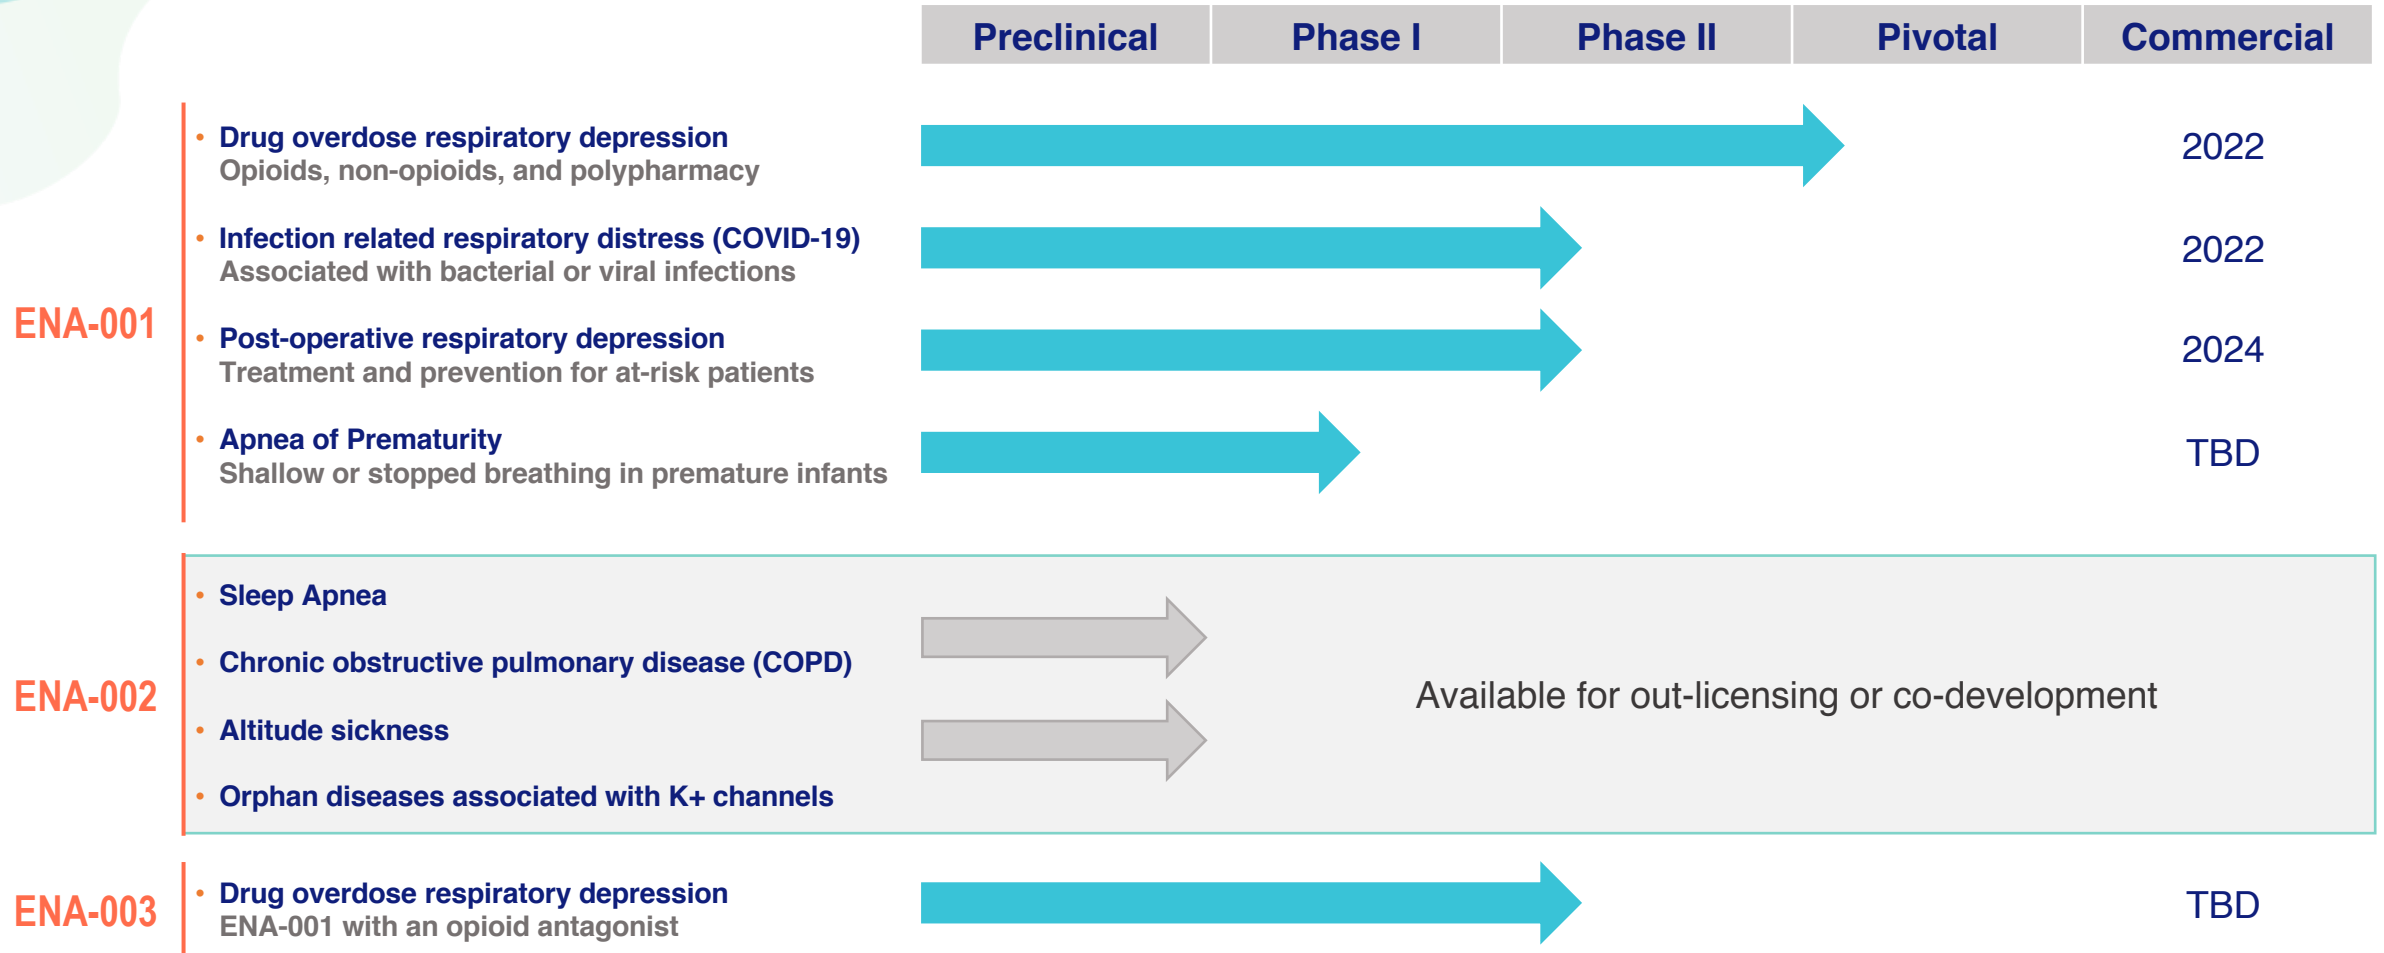 Preclinical Phase I Phase II Pivotal Commercial
ENA-001
• Drug overdose respiratory depression
Opioids, non-opioids, and polypharmacy
2022
• Infection related respiratory distress (COVID-19)
Associated with bacterial or viral infections
2022
• Post-operative respiratory depression
Treatment and prevention for at-risk patients
2024
• Apnea of Prematurity
Shallow or stopped breathing in premature infants
TBD
ENA-002
• Sleep Apnea
• Chronic obstructive pulmonary disease (COPD)
• Altitude sickness
• Orphan diseases associated with K+ channels
Available for out-licensing or co-development
ENA-003
• Drug overdose respiratory depression
ENA-001 with an opioid antagonist
TBD